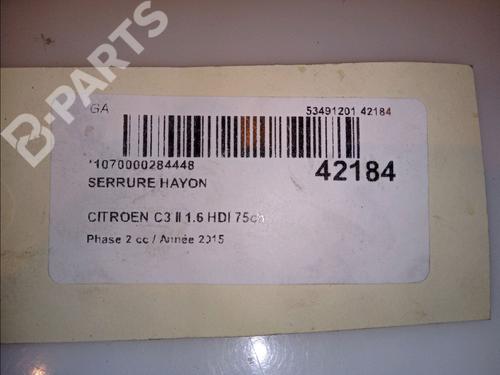 B-PARTS
GA 53491201 42184
*1070000284448
42184
SERRURE HAYON
CITROEN C3 II 1.6 HDI 75ch
Phase 2 cc / Année 2015